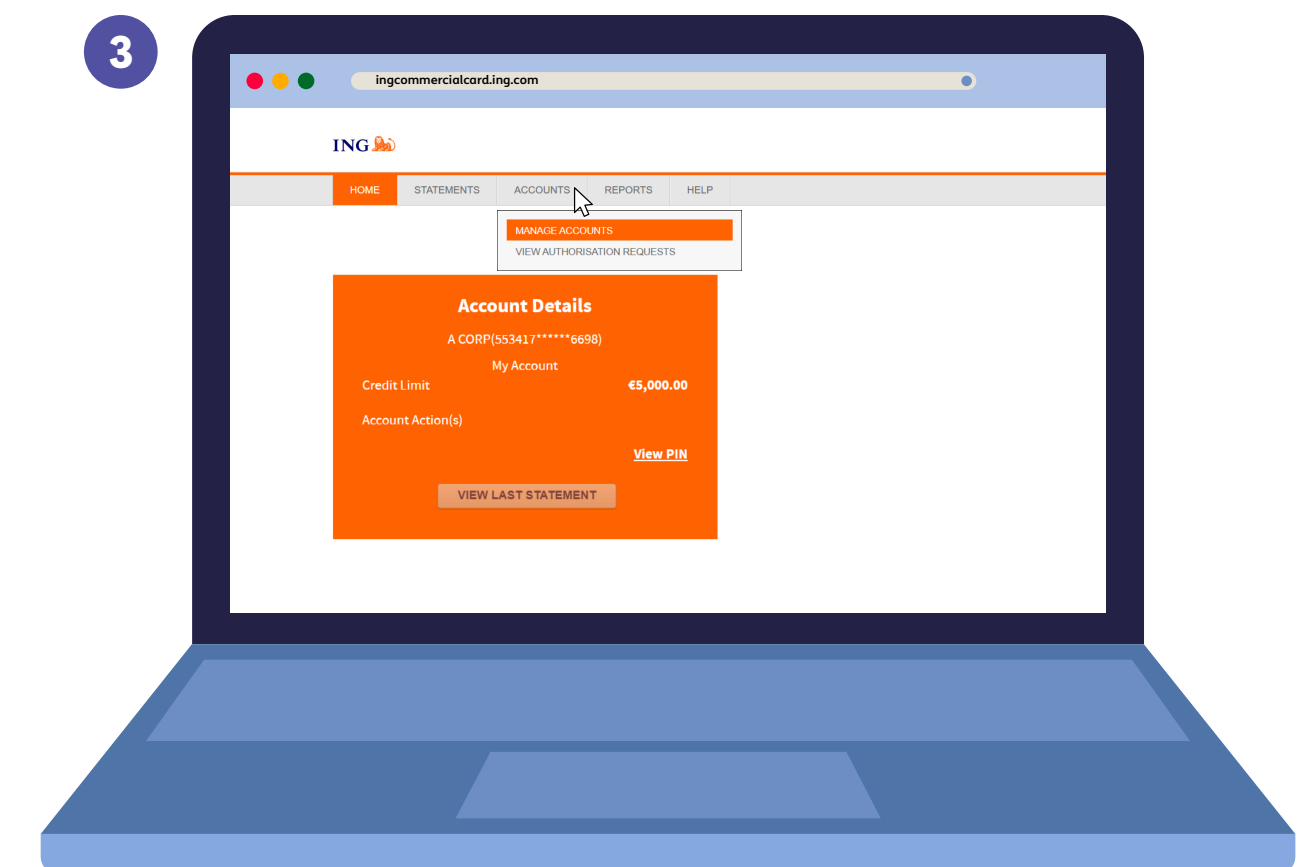 3
ingcommercialcard.ing.com
ING
HOME STATEMENTS ACCOUNTS REPORTS HELP
MANAGE ACCOUNTS
VIEW AUTHORISATION REQUESTS
Account Details
A CORP(553417******6698)
My Account
Credit Limit €5,000.00
Account Action(s)
View PIN
VIEW LAST STATEMENT